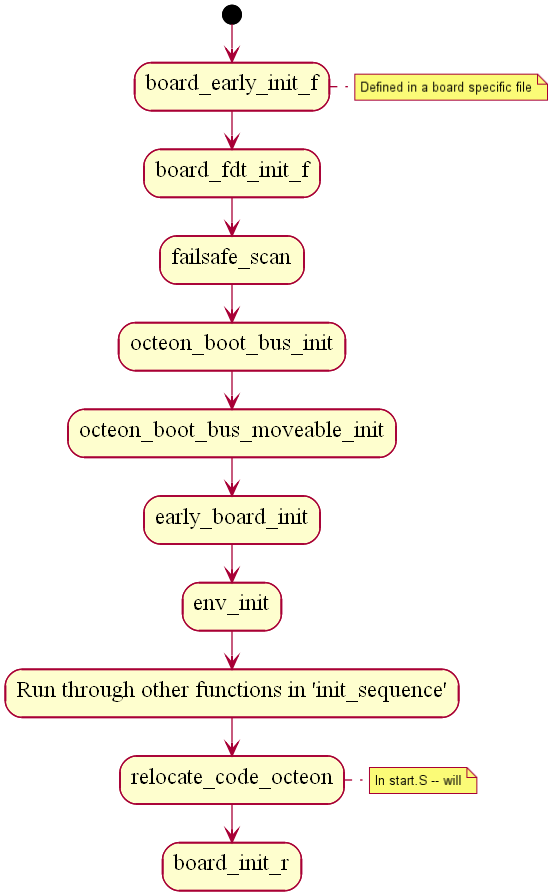 board_early_init_f
Defined in a board specific file
board_fdt_init_f
failsafe_scan
octeon_boot_bus_init
octeon_boot_bus_moveable_init
early_board_init
env_init
Run through other functions in 'init_sequence'
relocate_code_octeon
In start.S -- will
board_init_r